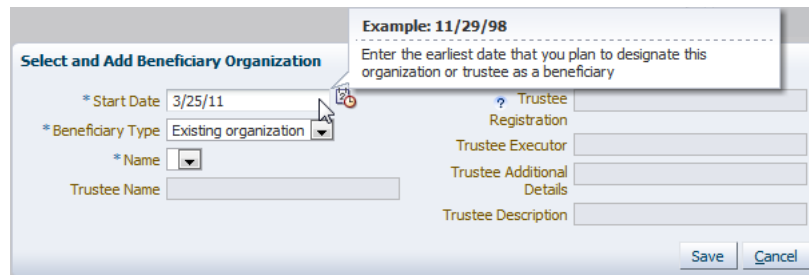 Example: 11/29/98
Enter the earliest date that you plan to designate this
organization or trustee as a beneficiary
Select and Add Beneficiary Organization
* Start Date 3/25/11
* Beneficiary Type Existing organization
* Name
Trustee Name
? Trustee
Registration
Trustee Executor
Trustee Additional
Details
Trustee Description
Save Cancel